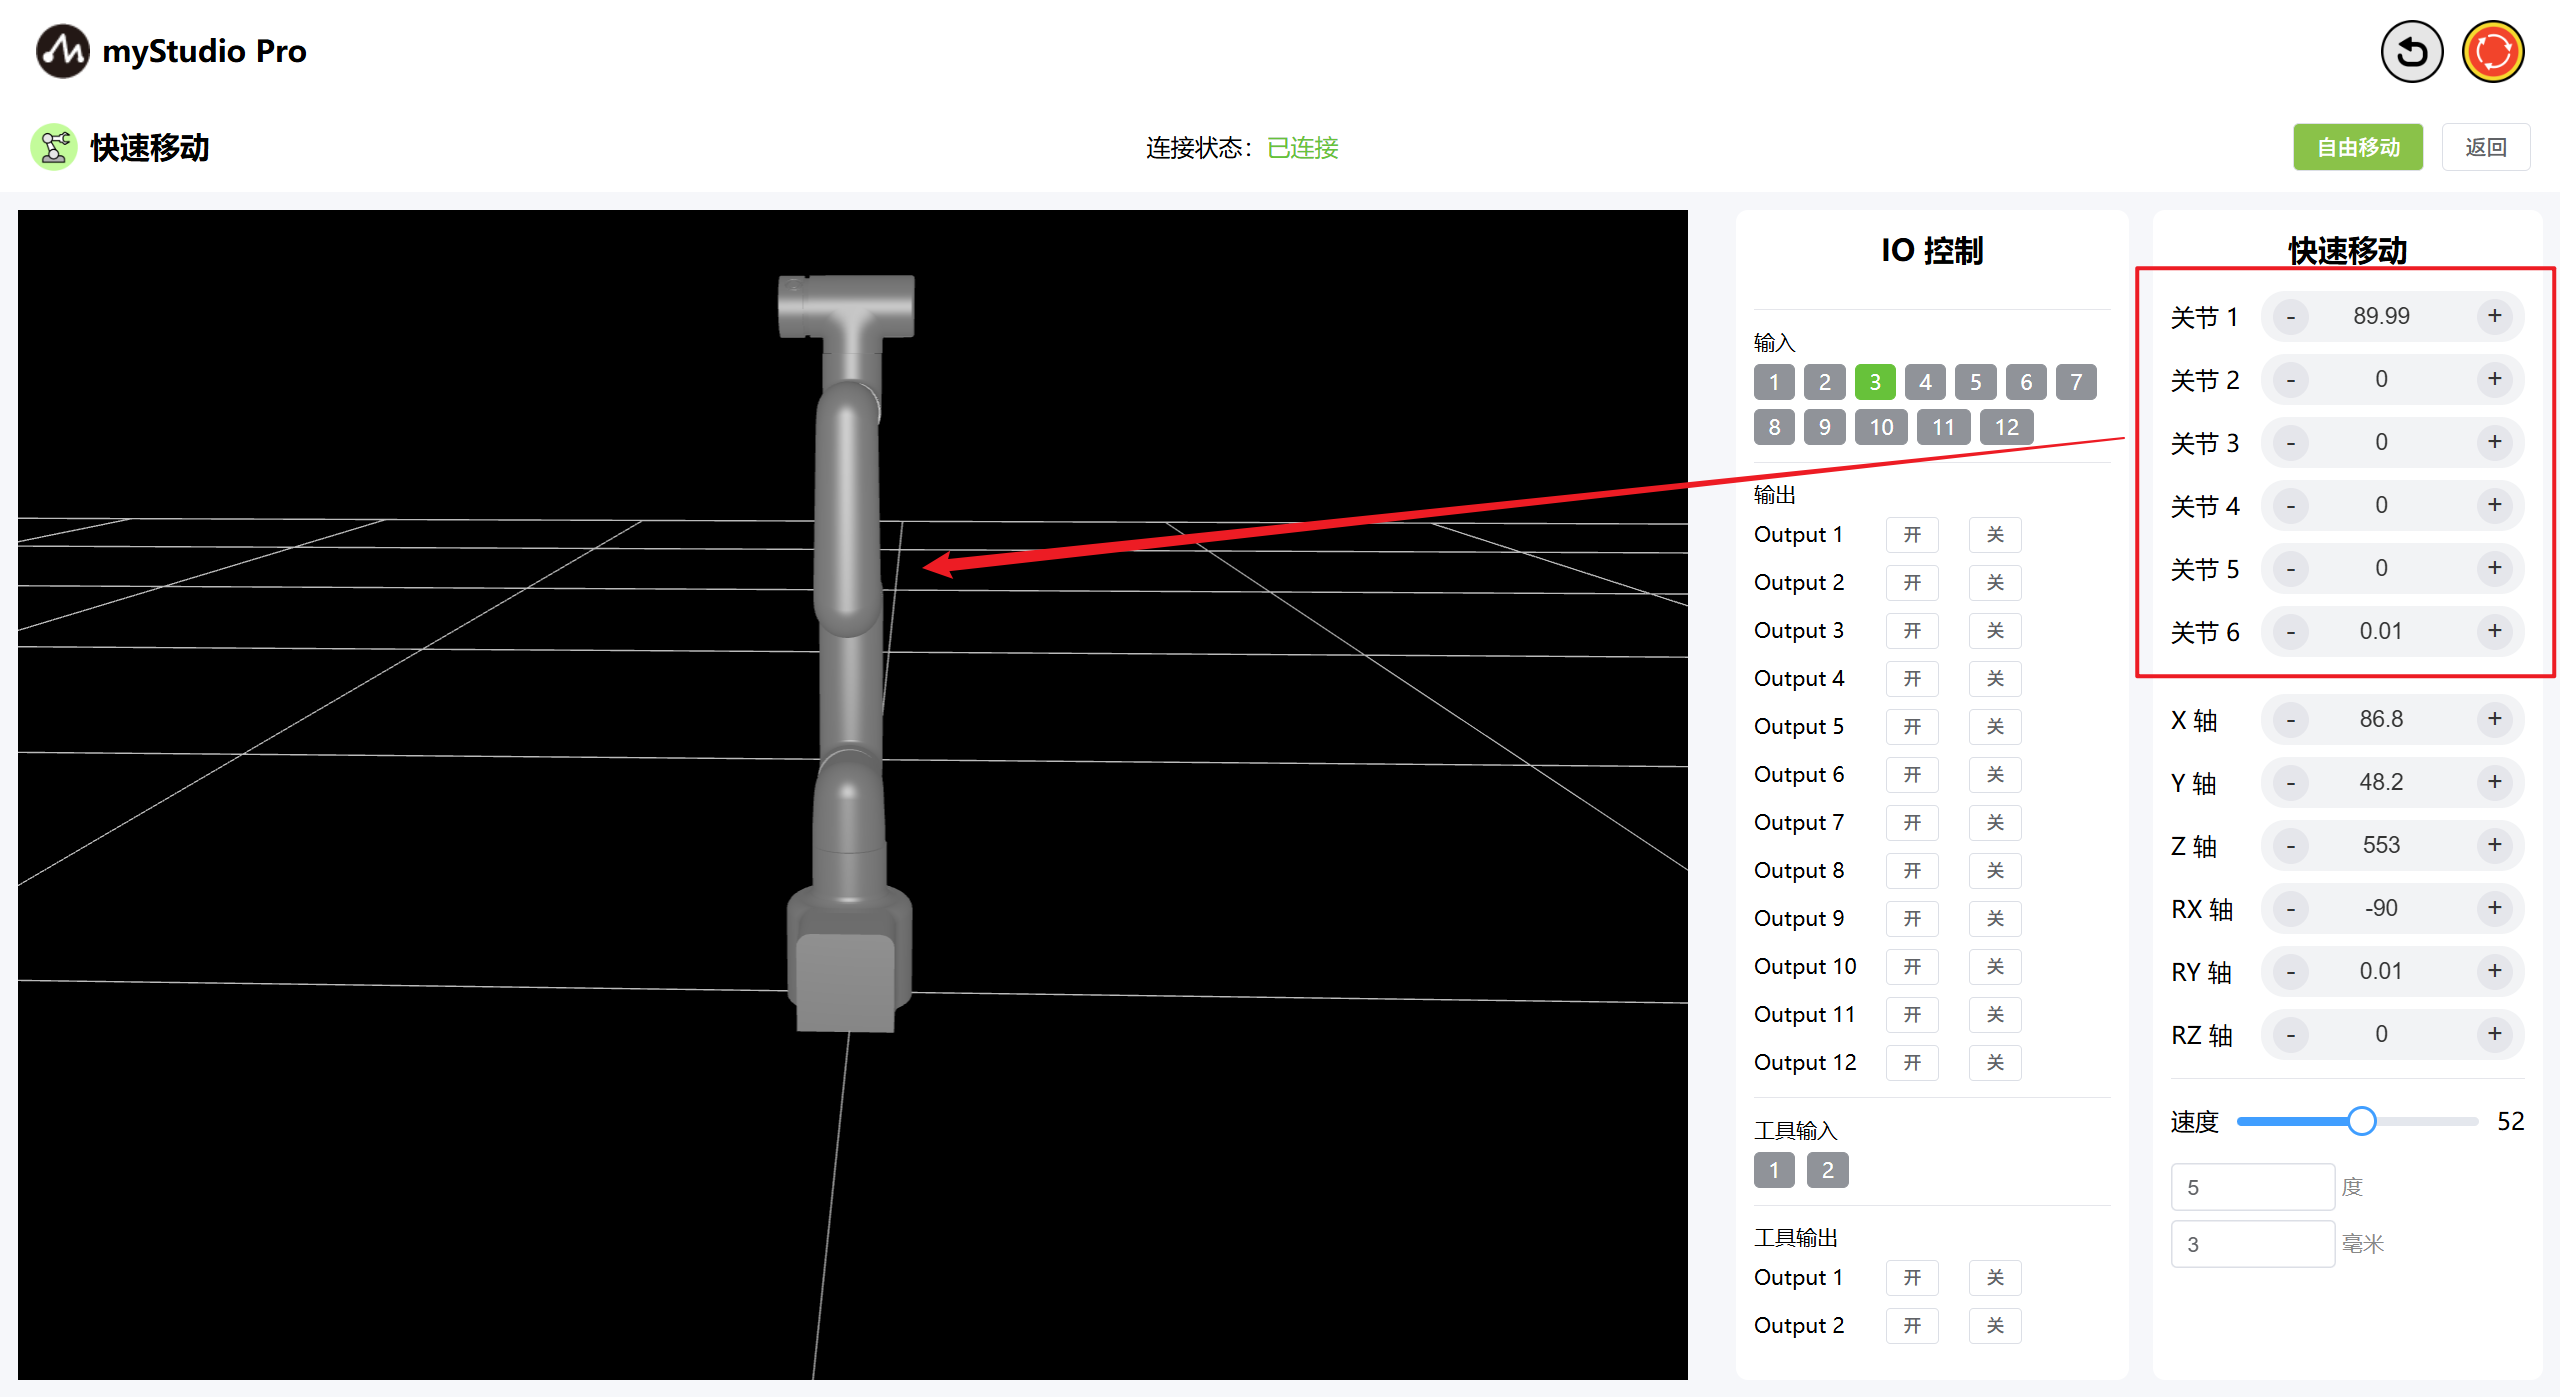 myStudio Pro
快速移动
连接状态：已连接
自由移动
返回
IO 控制
输入
1 2 3 4 5 6 7
8 9 10 11 12
输出
Output 1 开 关
Output 2 开 关
Output 3 开 关
Output 4 开 关
Output 5 开 关
Output 6 开 关
Output 7 开 关
Output 8 开 关
Output 9 开 关
Output 10 开 关
Output 11 开 关
Output 12 开 关
工具输入
1 2
工具输出
Output 1 开 关
Output 2 开 关
快速移动
关节 1 - 89.99 +
关节 2 - 0 +
关节 3 - 0 +
关节 4 - 0 +
关节 5 - 0 +
关节 6 - 0.01 +
X 轴 - 86.8 +
Y 轴 - 48.2 +
Z 轴 - 553 +
RX 轴 - -90 +
RY 轴 - 0.01 +
RZ 轴 - 0 +
速度 52
5 度
3 毫米